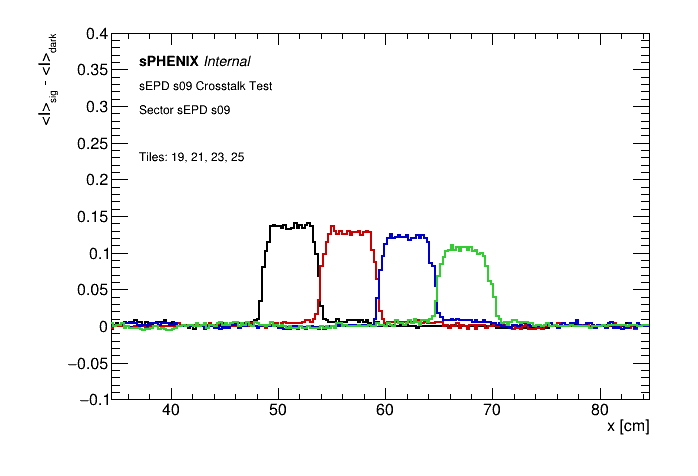 0.4
0.35
0.3
0.25
0.2
0.15
0.1
0.05
0
−0.05
−0.1
<I>sig - <I>dark
sPHENIX Internal
sEPD s09 Crosstalk Test
Sector sEPD s09
Tiles: 19, 21, 23, 25
40 50 60 70 80
x [cm]